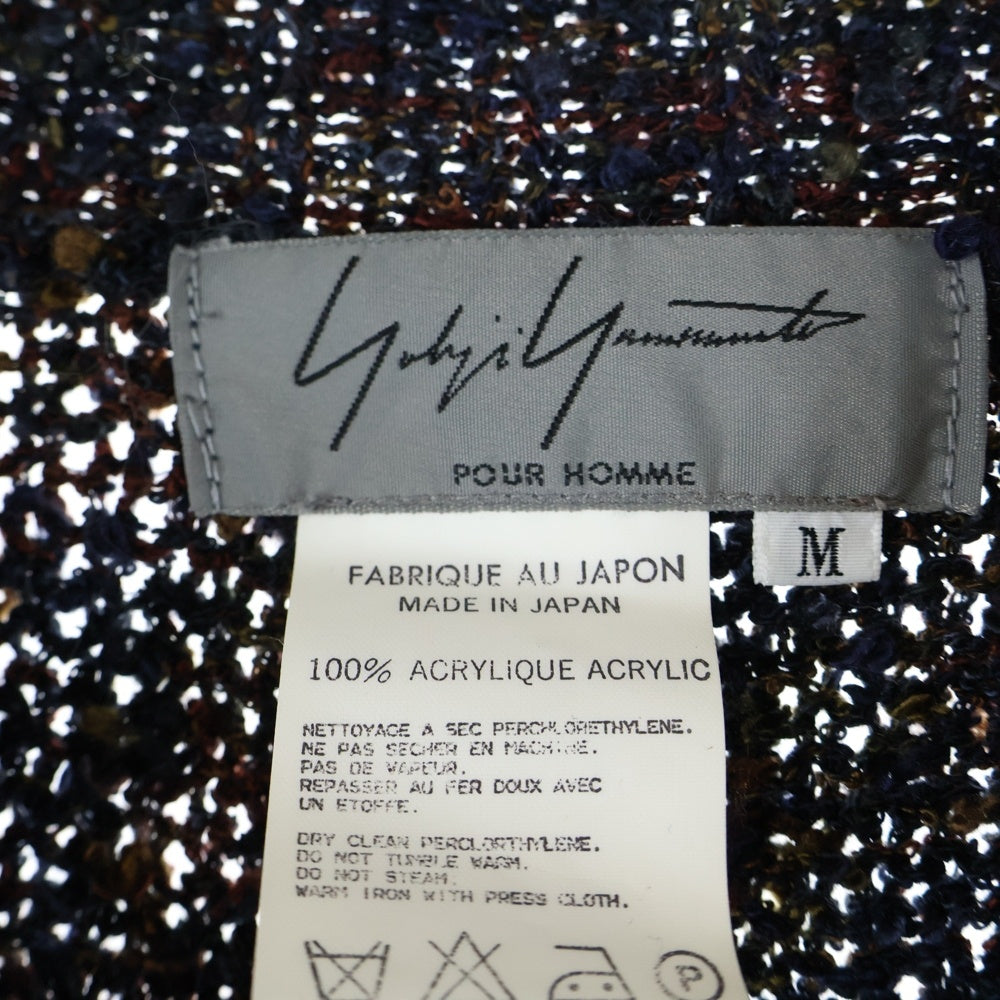 Yohji Yamamoto
POUR HOMME
M
FABRIQUE AU JAPON
MADE IN JAPAN
100% ACRYLIQUE ACRYLIC
NETTOYAGE A SEC PERCHLORETHYLENE.
NE PAS SECHER EN MACHINE.
PAS DE VAPEUR.
REPASSER AU FER DOUX AVEC
UN ETOFFE.
DRY CLEAN PERCLORTHYLENE.
DO NOT TUMBLE WARM.
DO NOT STEAM.
WARM IRON WITH PRESS CLOTH.